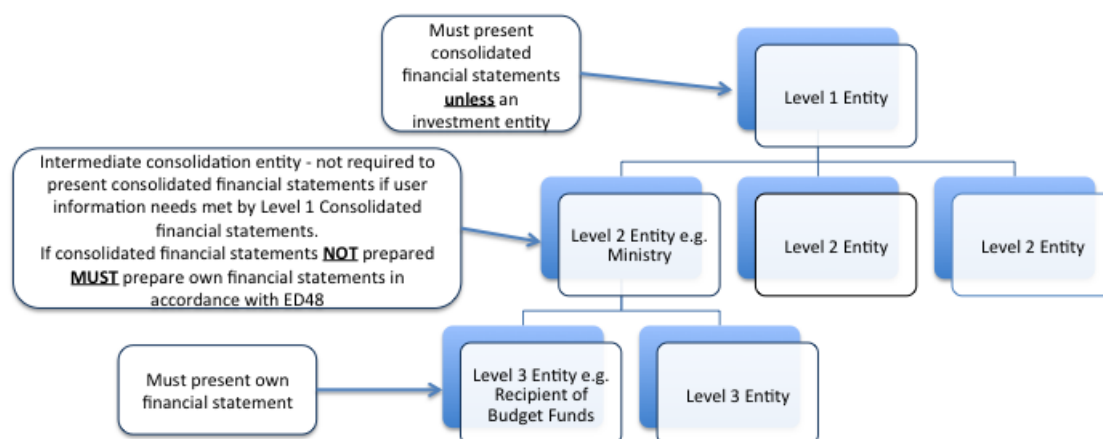 Must present
consolidated
financial statements
unless an
investment entity
Level 1 Entity
Intermediate consolidation entity - not required to
present consolidated financial statements if user
information needs met by Level 1 Consolidated
financial statements.
If consolidated financial statements NOT prepared
MUST prepare own financial statements in
accordance with ED48
Level 2 Entity e.g.
Ministry
Level 2 Entity
Level 2 Entity
Must present own
financial statement
Level 3 Entity e.g.
Recipient of
Budget Funds
Level 3 Entity